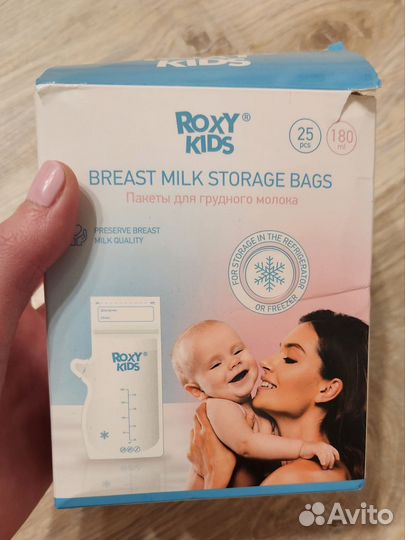 ROXY®
KIDS
ROXY®
KIDS
25
pcs
180
ml
BREAST MILK STORAGE BAGS
Пакеты для грудного молока
PRESERVE BREAST
MILK QUALITY
FOR STORAGE IN THE REFRIGERATOR
OR FREEZER
ROXY®
KIDS
Avito